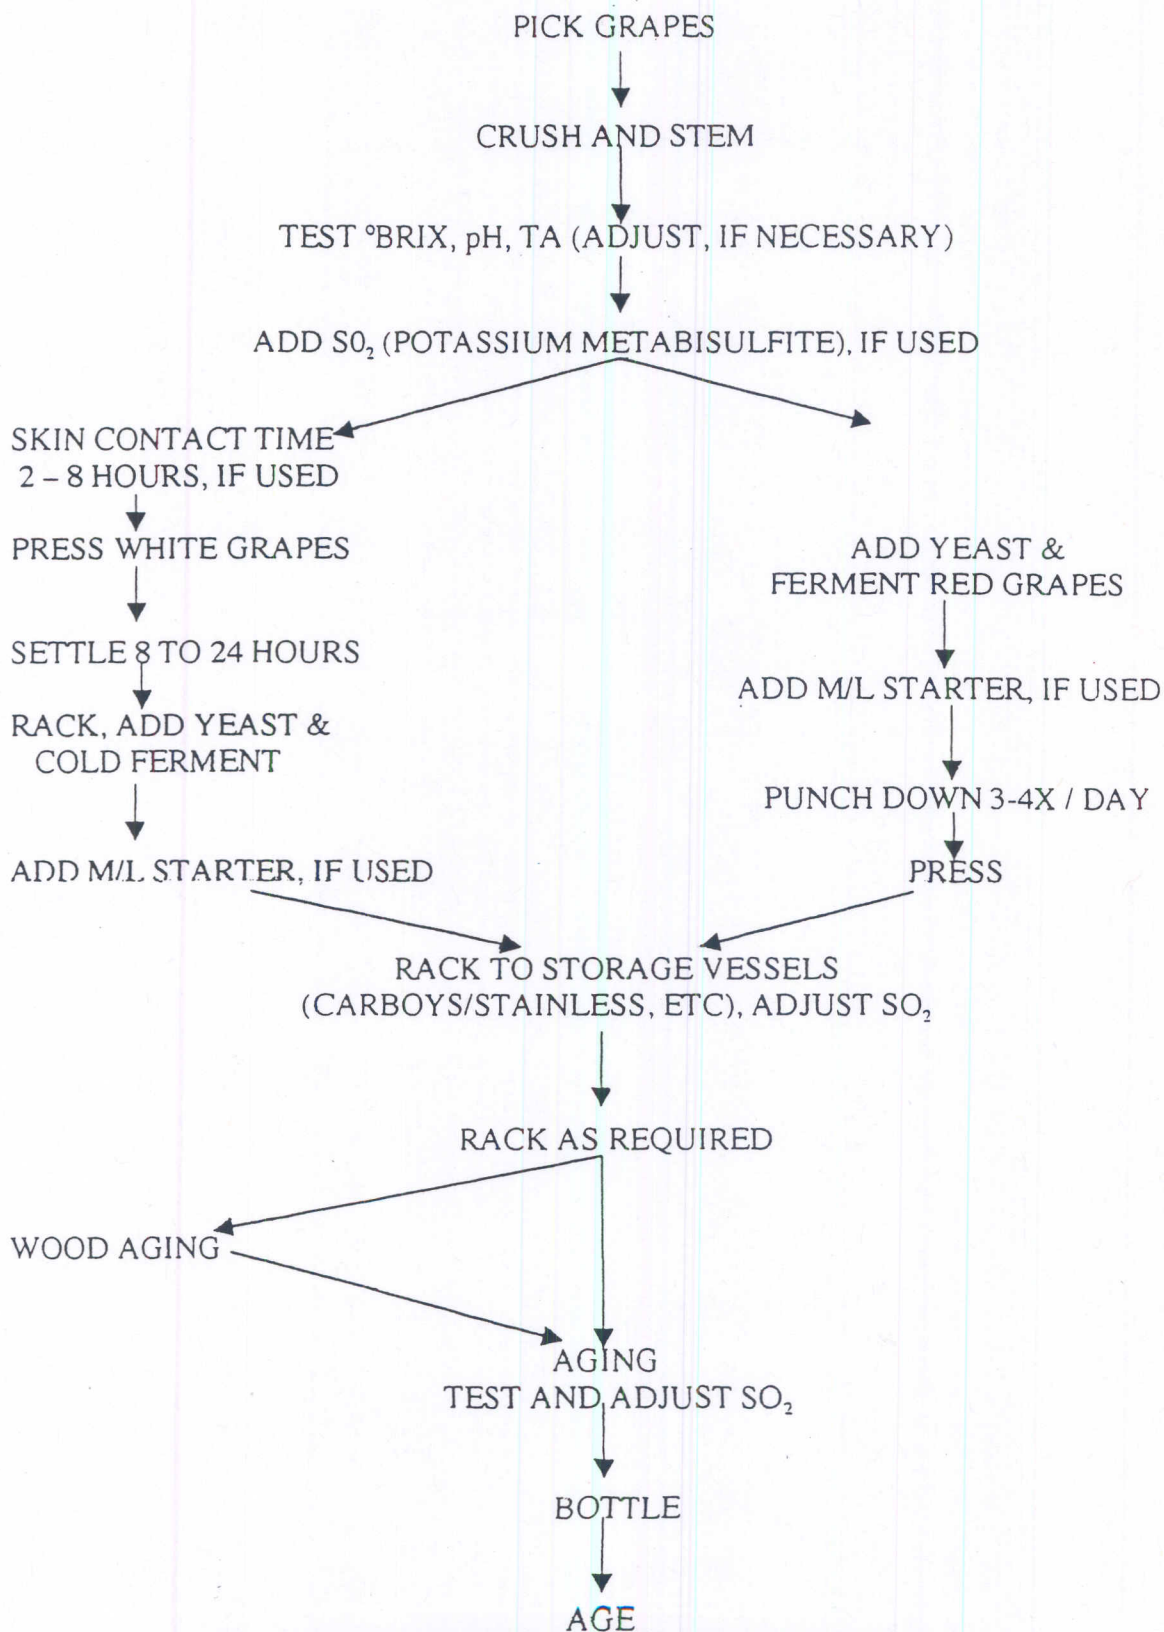 PICK GRAPES
CRUSH AND STEM
TEST °BRIX, pH, TA (ADJUST, IF NECESSARY)
ADD SO₂ (POTASSIUM METABISULFITE), IF USED
SKIN CONTACT TIME
2 – 8 HOURS, IF USED
PRESS WHITE GRAPES
SETTLE 8 TO 24 HOURS
RACK, ADD YEAST &
COLD FERMENT
ADD M/L STARTER, IF USED
ADD YEAST &
FERMENT RED GRAPES
ADD M/L STARTER, IF USED
PUNCH DOWN 3-4X / DAY
PRESS
RACK TO STORAGE VESSELS
(CARBOYS/STAINLESS, ETC), ADJUST SO₂
RACK AS REQUIRED
WOOD AGING
AGING
TEST AND ADJUST SO₂
BOTTLE
AGE